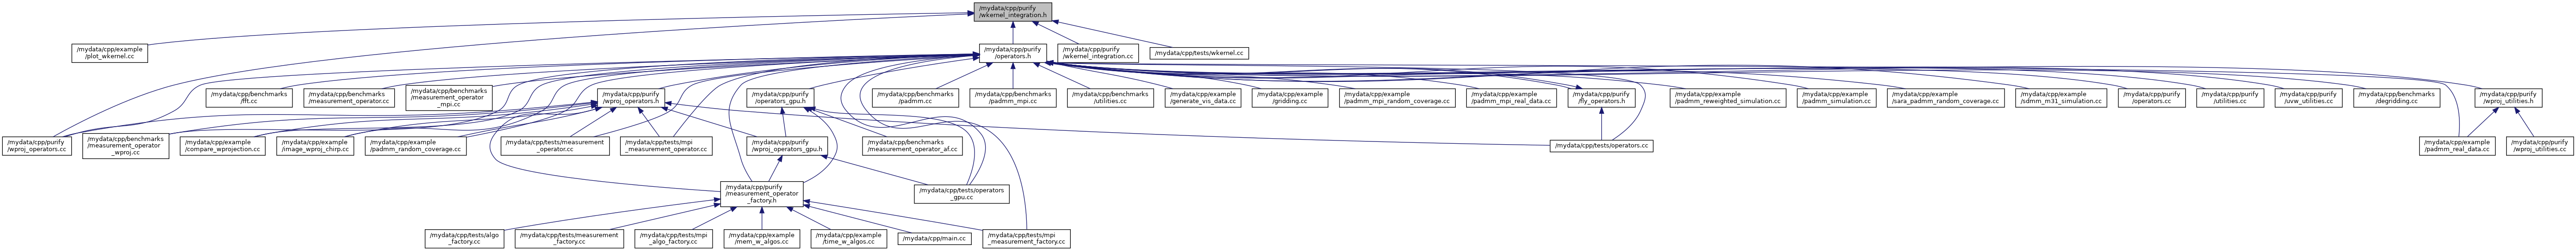 /mydata/cpp/purify
/wkernel_integration.h
/mydata/cpp/example
/plot_wkernel.cc
/mydata/cpp/purify
/operators.h
/mydata/cpp/purify
/wkernel_integration.cc
/mydata/cpp/tests/wkernel.cc
/mydata/cpp/benchmarks
/fft.cc
/mydata/cpp/benchmarks
/measurement_operator.cc
/mydata/cpp/benchmarks
/measurement_operator
_mpi.cc
/mydata/cpp/purify
/wproj_operators.h
/mydata/cpp/purify
/operators_gpu.h
/mydata/cpp/benchmarks
/padmm.cc
/mydata/cpp/benchmarks
/padmm_mpi.cc
/mydata/cpp/benchmarks
/utilities.cc
/mydata/cpp/example
/generate_vis_data.cc
/mydata/cpp/example
/gridding.cc
/mydata/cpp/example
/padmm_mpi_random_coverage.cc
/mydata/cpp/example
/padmm_mpi_real_data.cc
/mydata/cpp/purify
/fly_operators.h
/mydata/cpp/example
/padmm_reweighted_simulation.cc
/mydata/cpp/example
/padmm_simulation.cc
/mydata/cpp/example
/sara_padmm_random_coverage.cc
/mydata/cpp/example
/sdmm_m31_simulation.cc
/mydata/cpp/purify
/operators.cc
/mydata/cpp/purify
/utilities.cc
/mydata/cpp/purify
/uvw_utilities.cc
/mydata/cpp/benchmarks
/degridding.cc
/mydata/cpp/purify
/wproj_utilities.h
/mydata/cpp/purify
/wproj_operators.cc
/mydata/cpp/benchmarks
/measurement_operator
_wproj.cc
/mydata/cpp/example
/compare_wprojection.cc
/mydata/cpp/example
/image_wproj_chirp.cc
/mydata/cpp/example
/padmm_random_coverage.cc
/mydata/cpp/tests/measurement
_operator.cc
/mydata/cpp/tests/mpi
_measurement_operator.cc
/mydata/cpp/purify
/wproj_operators_gpu.h
/mydata/cpp/benchmarks
/measurement_operator_af.cc
/mydata/cpp/tests/operators.cc
/mydata/cpp/example
/padmm_real_data.cc
/mydata/cpp/purify
/wproj_utilities.cc
/mydata/cpp/purify
/measurement_operator
_factory.h
/mydata/cpp/tests/operators
_gpu.cc
/mydata/cpp/tests/algo
_factory.cc
/mydata/cpp/tests/measurement
_factory.cc
/mydata/cpp/tests/mpi
_algo_factory.cc
/mydata/cpp/example
/mem_w_algos.cc
/mydata/cpp/example
/time_w_algos.cc
/mydata/cpp/main.cc
/mydata/cpp/tests/mpi
_measurement_factory.cc